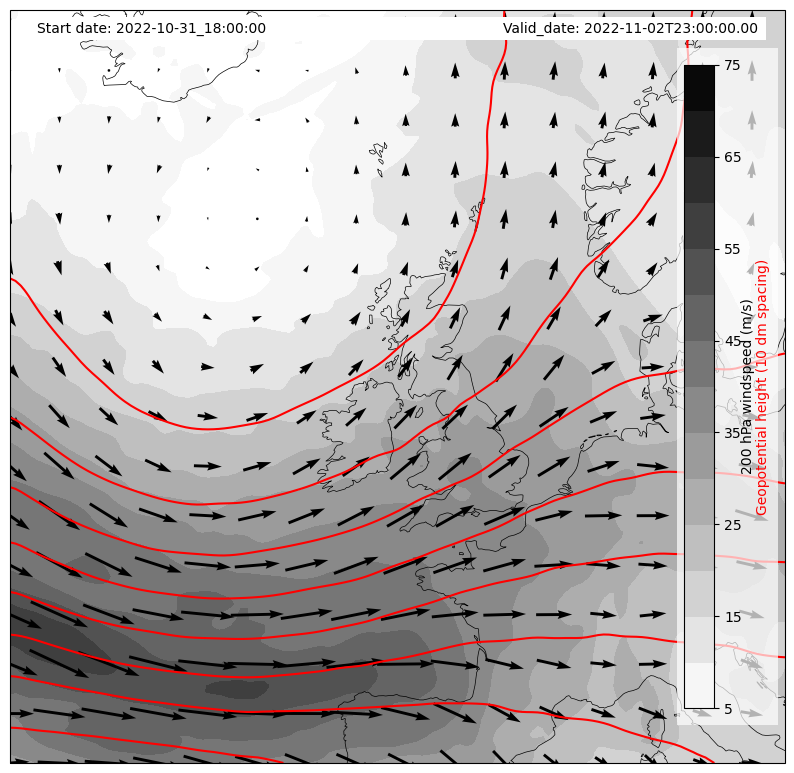 Start date: 2022-10-31_18:00:00
Valid_date: 2022-11-02T23:00:00.00
75
65
55
45
35
25
15
5
200 hPa windspeed (m/s)
Geopotential height (10 dm spacing)